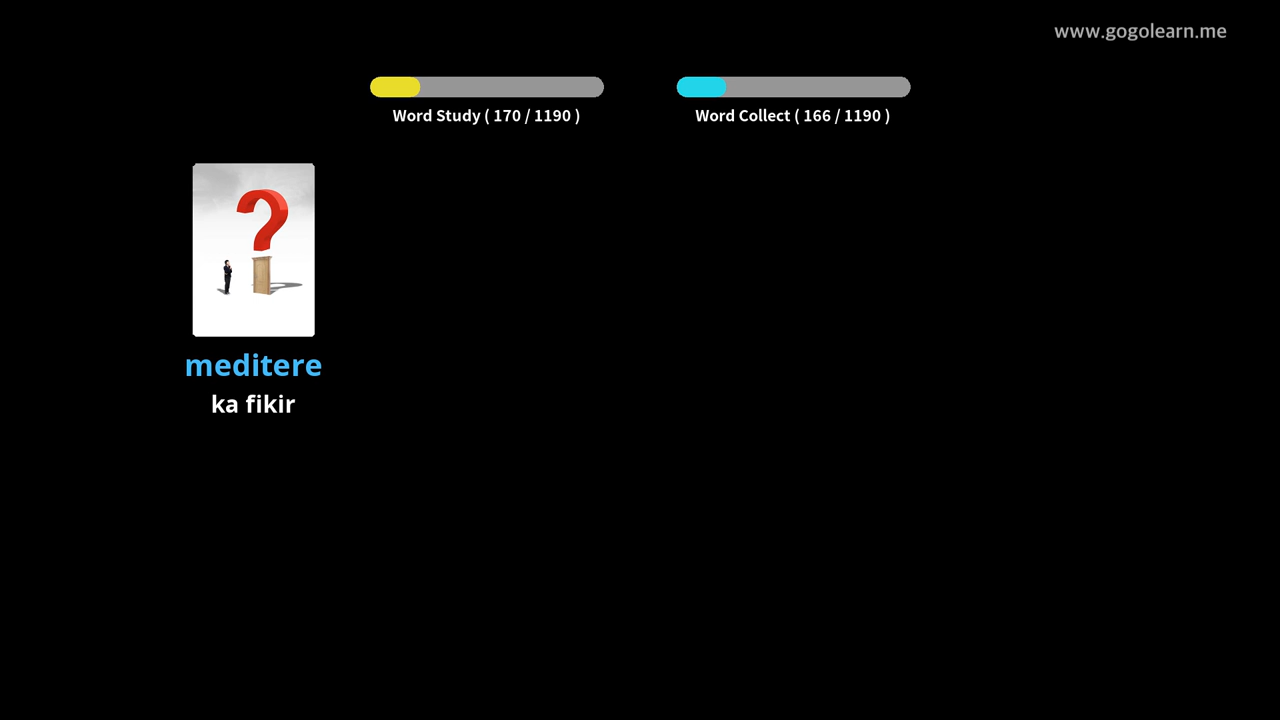 www.gogolearn.me
Word Study ( 170 / 1190 )
Word Collect ( 166 / 1190 )
meditere
ka fikir